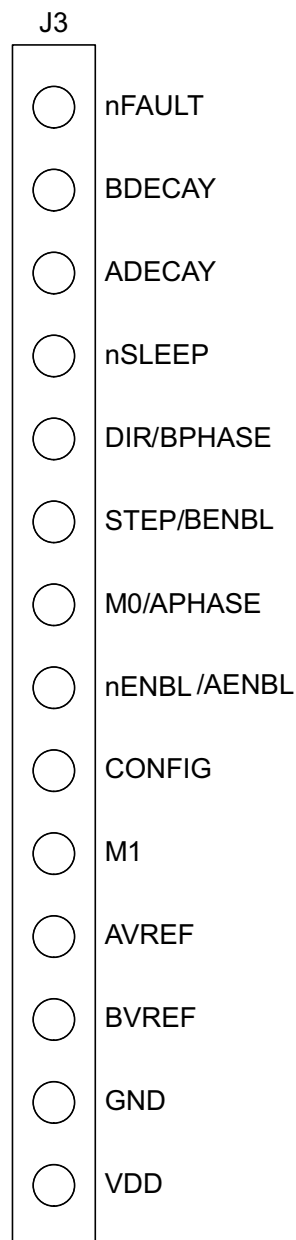 J3
nFAULT
BDECAY
ADECAY
nSLEEP
DIR/BPHASE
STEP/BENBL
M0/APHASE
nENBL/AENBL
CONFIG
M1
AVREF
BVREF
GND
VDD